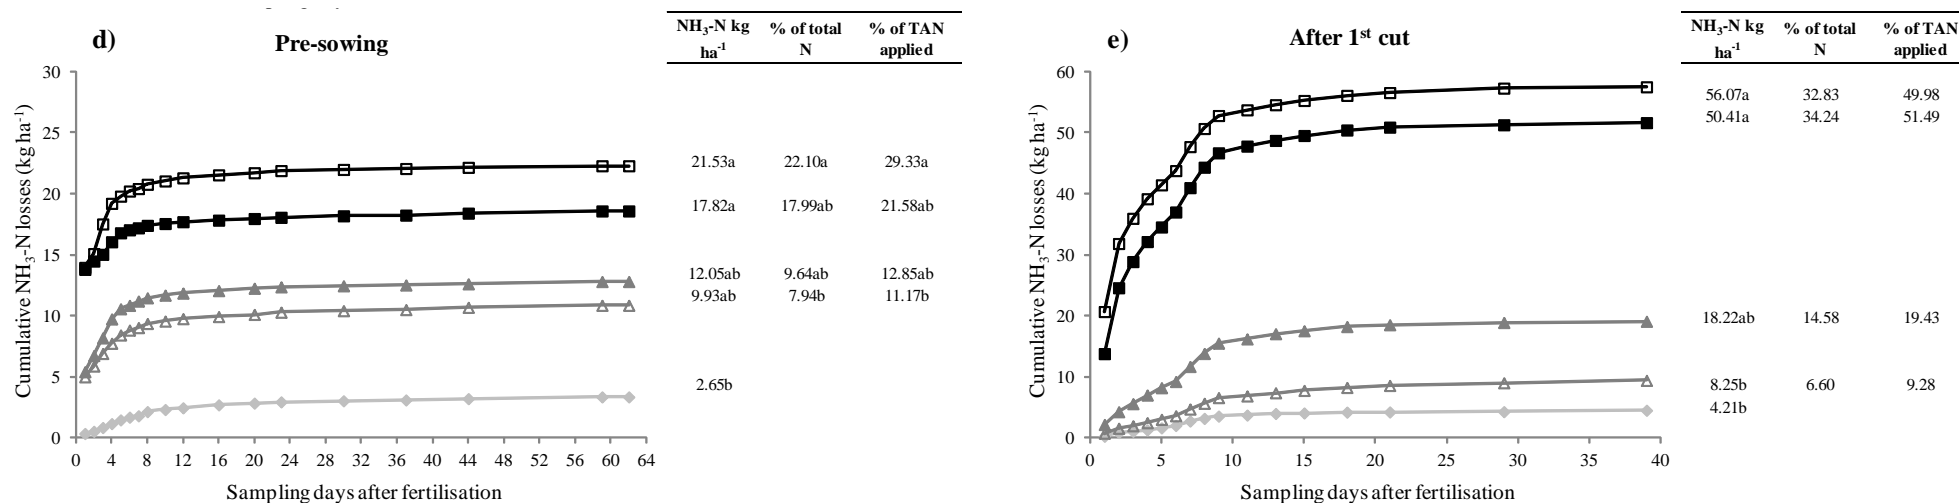 d)
Pre-sowing
NH3-N kg ha-1 % of total N % of TAN applied
30
25
20
15
10
5
0
Cumulative NH3-N losses (kg ha-1)
21.53a 22.10a 29.33a
17.82a 17.99ab 21.58ab
12.05ab 9.64ab 12.85ab
9.93ab 7.94b 11.17b
2.65b
0 4 8 12 16 20 24 28 32 36 40 44 48 52 56 60 64
Sampling days after fertilisation
e)
After 1st cut
NH3-N kg ha-1 % of total N % of TAN applied
60
50
40
30
20
10
0
Cumulative NH3-N losses (kg ha-1)
56.07a 32.83 49.98
50.41a 34.24 51.49
18.22ab 14.58 19.43
8.25b 6.60 9.28
4.21b
0 5 10 15 20 25 30 35 40
Sampling days after fertilisation